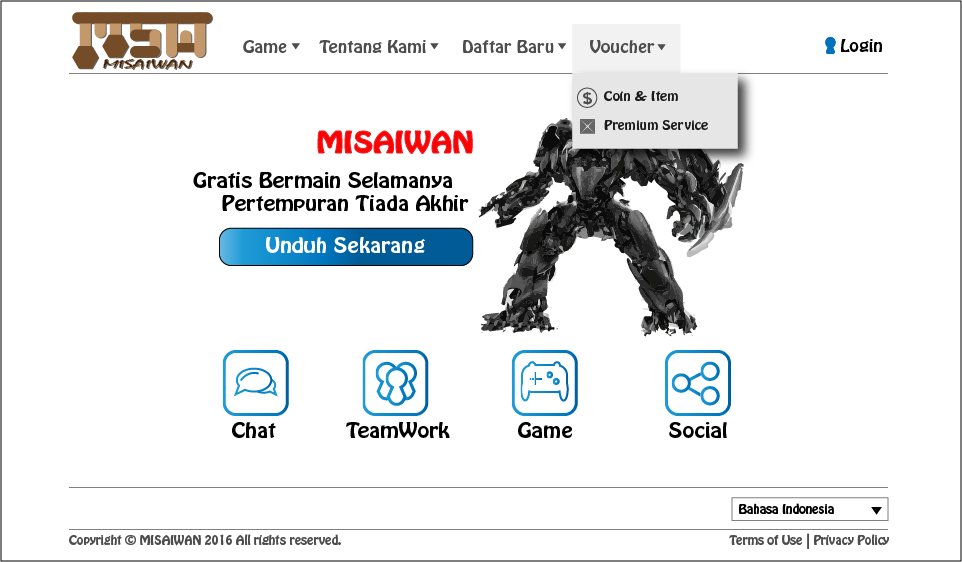 MSW
MISAIWAN
Game
Tentang Kami
Daftar Baru
Voucher
Login
Coin & Item
Premium Service
MISAIWAN
Gratis Bermain Selamanya
Pertempuran Tiada Akhir
Unduh Sekarang
Chat
TeamWork
Game
Social
Bahasa Indonesia
Copyright © MISAIWAN 2016 All rights reserved.
Terms of Use | Privacy Policy